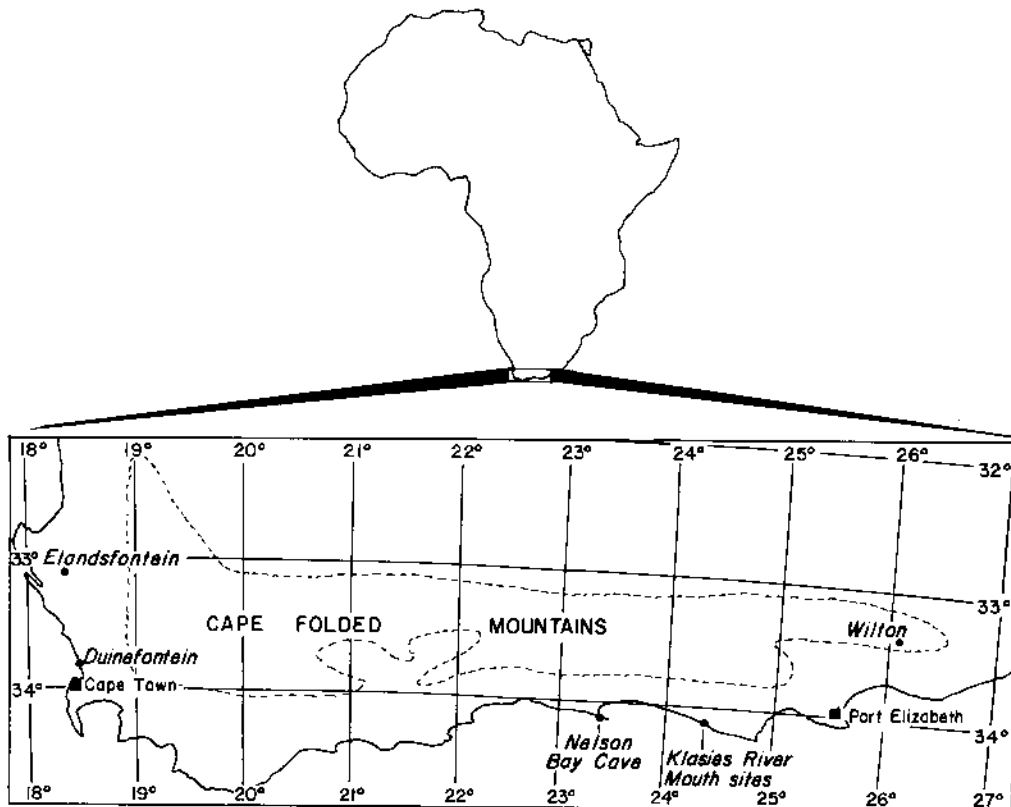 18° 19° 20° 21° 22° 23° 24° 25° 26°
32°
33° Elandsfontein
33°
CAPE FOLDED MOUNTAINS
Wilton
Duinefontein
34° Cape Town
Port Elizabeth
34°
Nelson
Bay Cave
Klasies River
Mouth sites
18° 19° 20° 21° 22° 23° 24° 25° 26° 27°